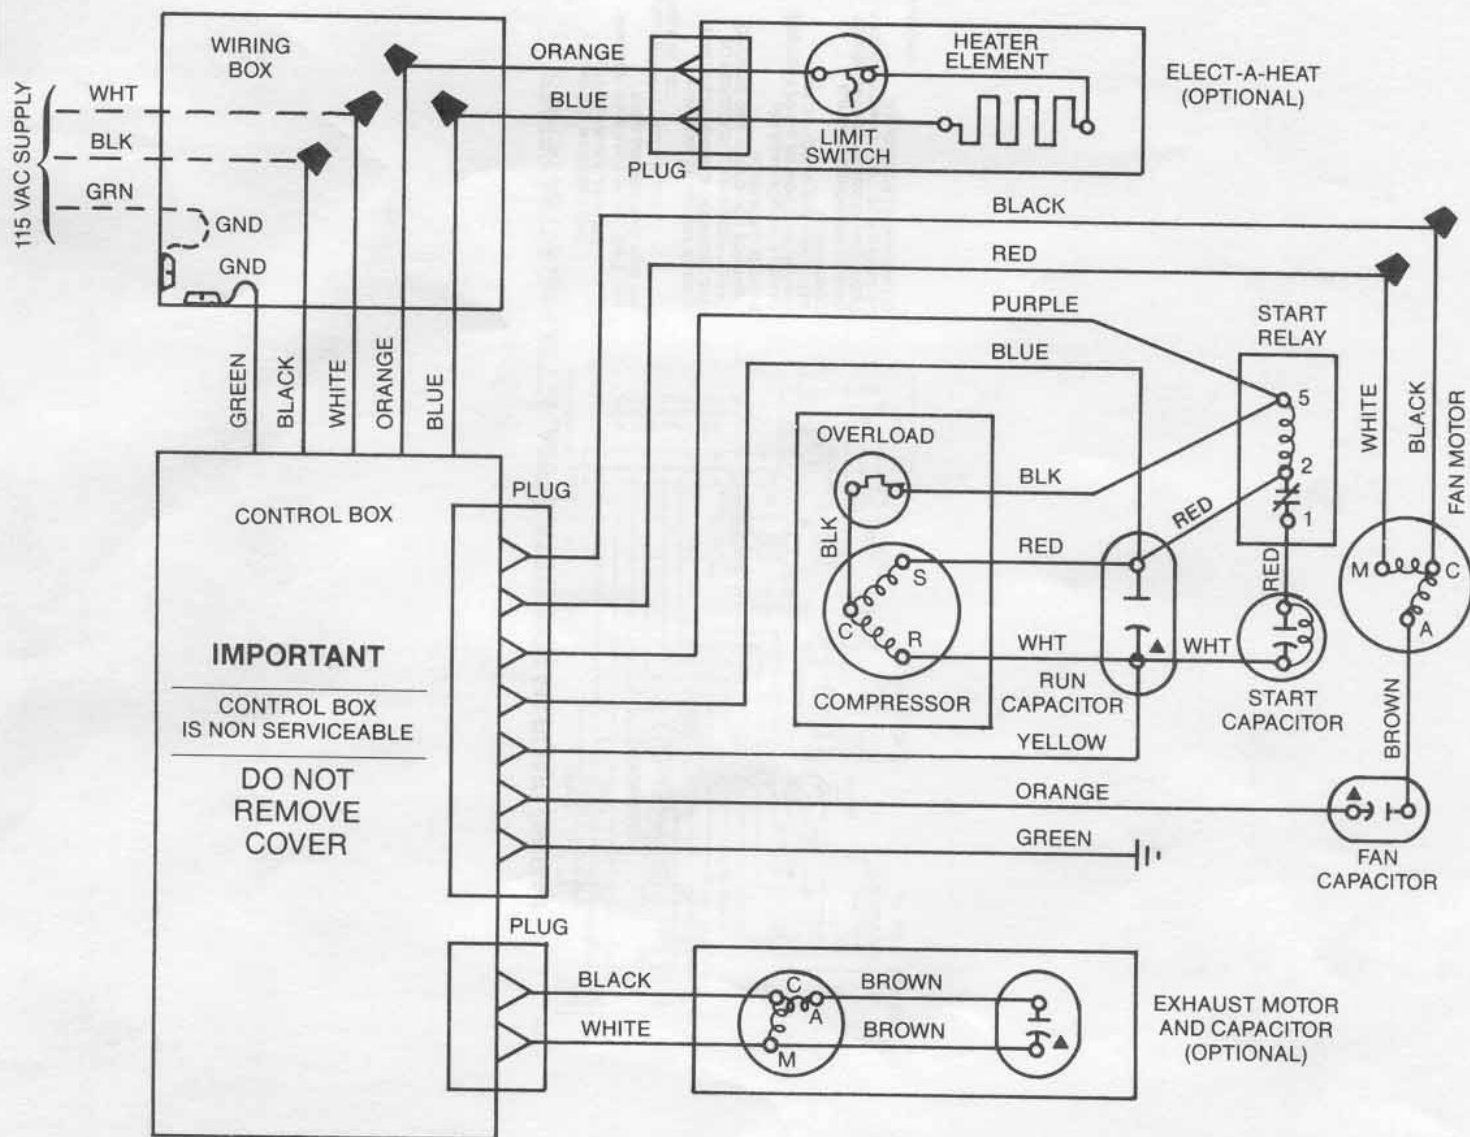 WIRING
BOX
115 VAC SUPPLY
WHT
BLK
GRN
GND
GND
ORANGE
BLUE
PLUG
LIMIT
SWITCH
HEATER
ELEMENT
ELECT-A-HEAT
(OPTIONAL)
GREEN
BLACK
WHITE
ORANGE
BLUE
BLACK
RED
PURPLE
BLUE
START
RELAY
5
2
1
WHITE
BLACK
FAN MOTOR
OVERLOAD
BLK
BLK
RED
RED
RED
S
C
R
M
C
A
WHT
WHT
COMPRESSOR
RUN
CAPACITOR
START
CAPACITOR
BROWN
YELLOW
ORANGE
GREEN
FAN
CAPACITOR
PLUG
CONTROL BOX
IMPORTANT
CONTROL BOX
IS NON SERVICEABLE
DO NOT
REMOVE
COVER
PLUG
BLACK
WHITE
C
A
M
BROWN
BROWN
EXHAUST MOTOR
AND CAPACITOR
(OPTIONAL)